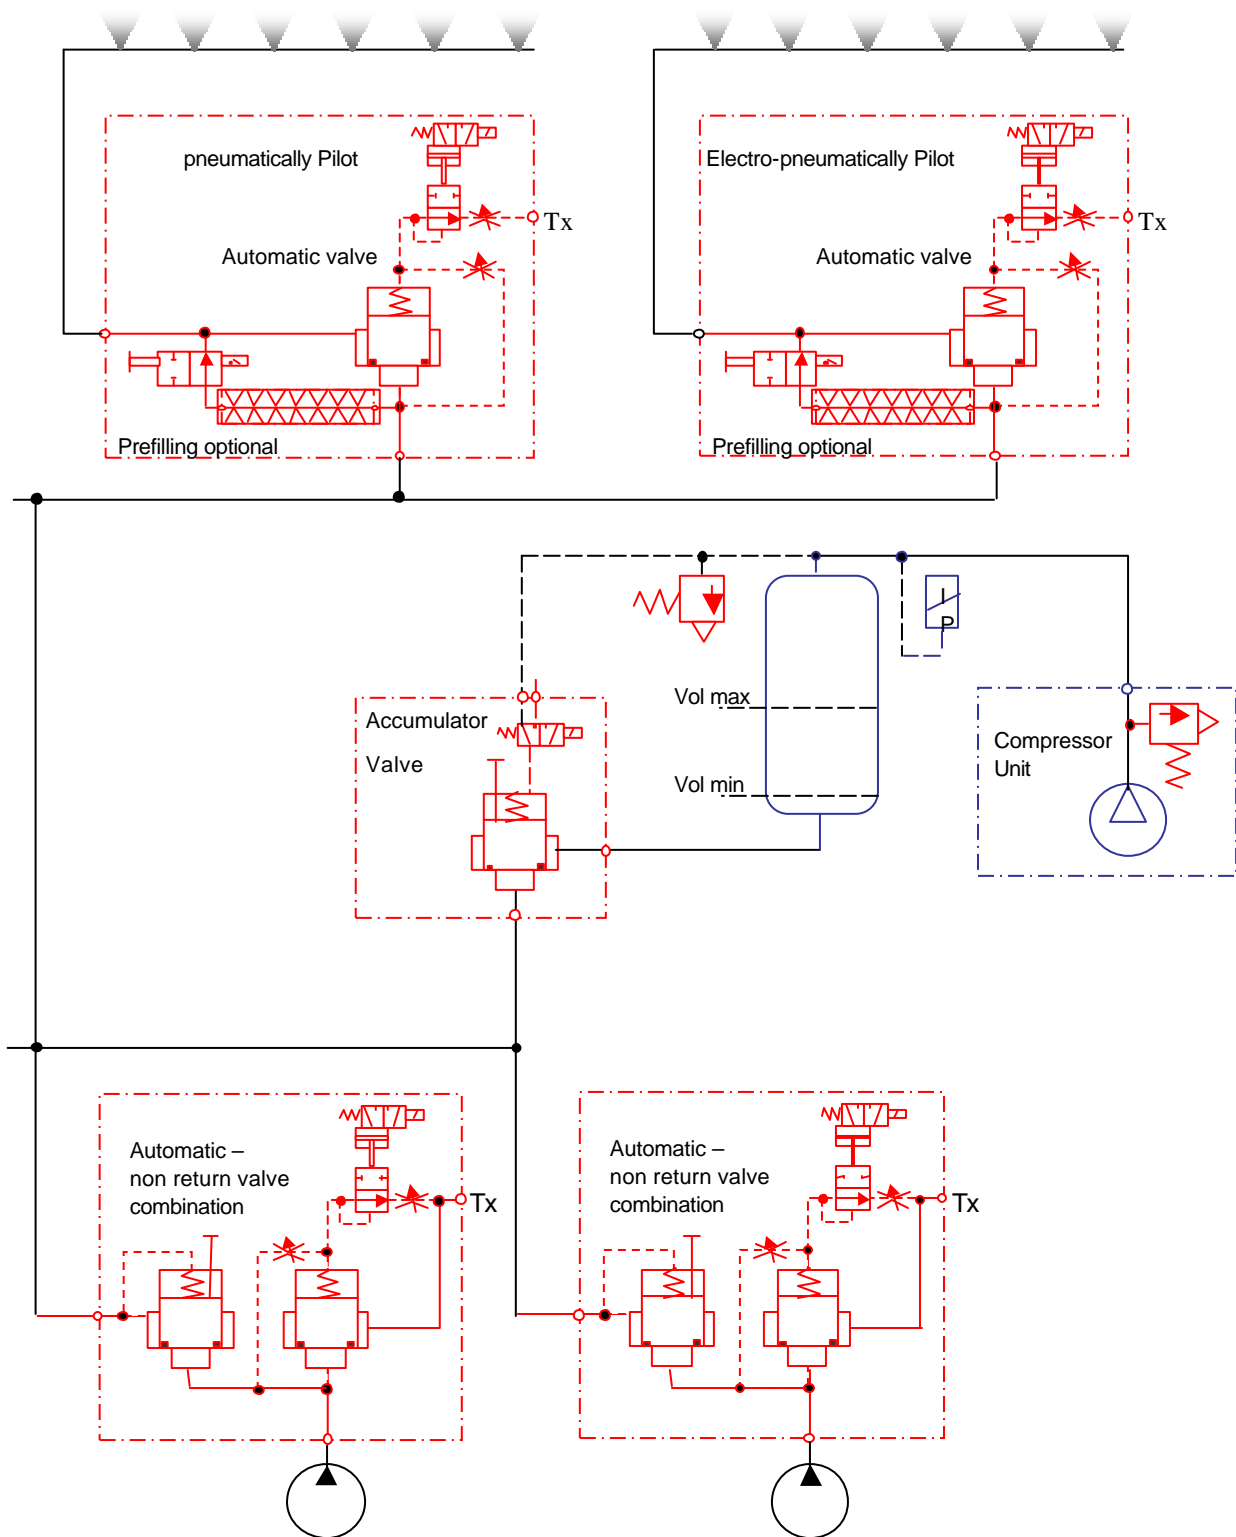 pneumatically Pilot
Tx
Automatic valve
Prefilling optional
Electro-pneumatically Pilot
Tx
Automatic valve
Prefilling optional
I
P
Vol max
Vol min
Accumulator
Valve
Compressor
Unit
Automatic –
non return valve
combination
Tx
Automatic –
non return valve
combination
Tx